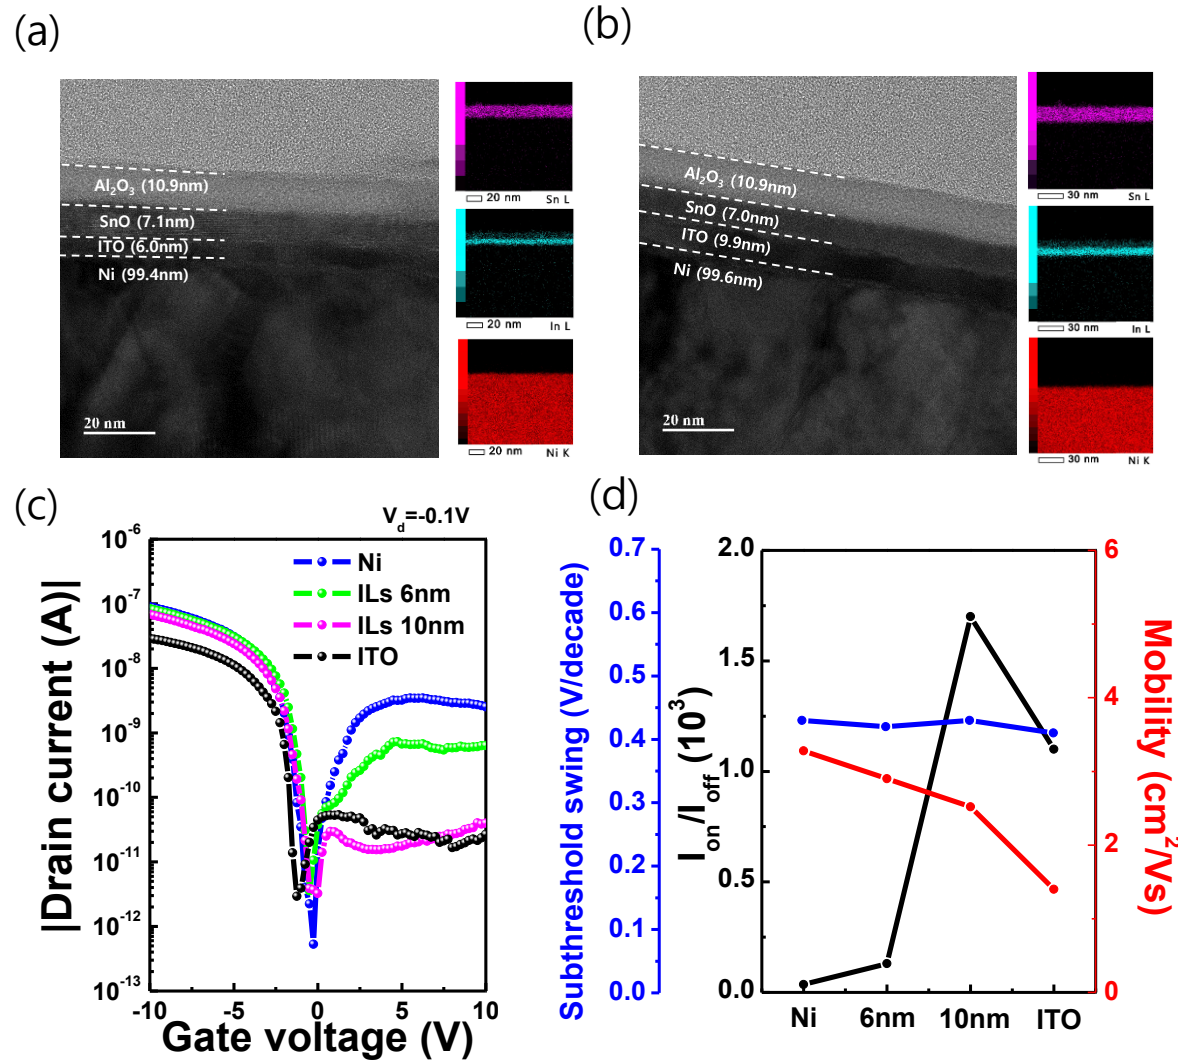 (a)
(b)
Al₂O₃ (10.9nm)
SnO (7.1nm)
ITO (6.0nm)
Ni (99.4nm)
20 nm
20 nm Sn L
20 nm In L
20 nm Ni K
Al₂O₃ (10.9nm)
SnO (7.0nm)
ITO (9.9nm)
Ni (99.6nm)
20 nm
30 nm Sn L
30 nm In L
30 nm Ni K
(c)
V_d=-0.1V
|Drain current (A)|
10⁻⁶
10⁻⁷
10⁻⁸
10⁻⁹
10⁻¹⁰
10⁻¹¹
10⁻¹²
10⁻¹³
Ni
ILs 6nm
ILs 10nm
ITO
-10 -5 0 5 10
Gate voltage (V)
(d)
Subthreshold swing (V/decade)
0.7
0.6
0.5
0.4
0.3
0.2
0.1
0.0
I_on/I_off (10³)
2.0
1.5
1.0
0.5
0.0
Ni 6nm 10nm ITO
6
4
2
0
Mobility (cm²/Vs)